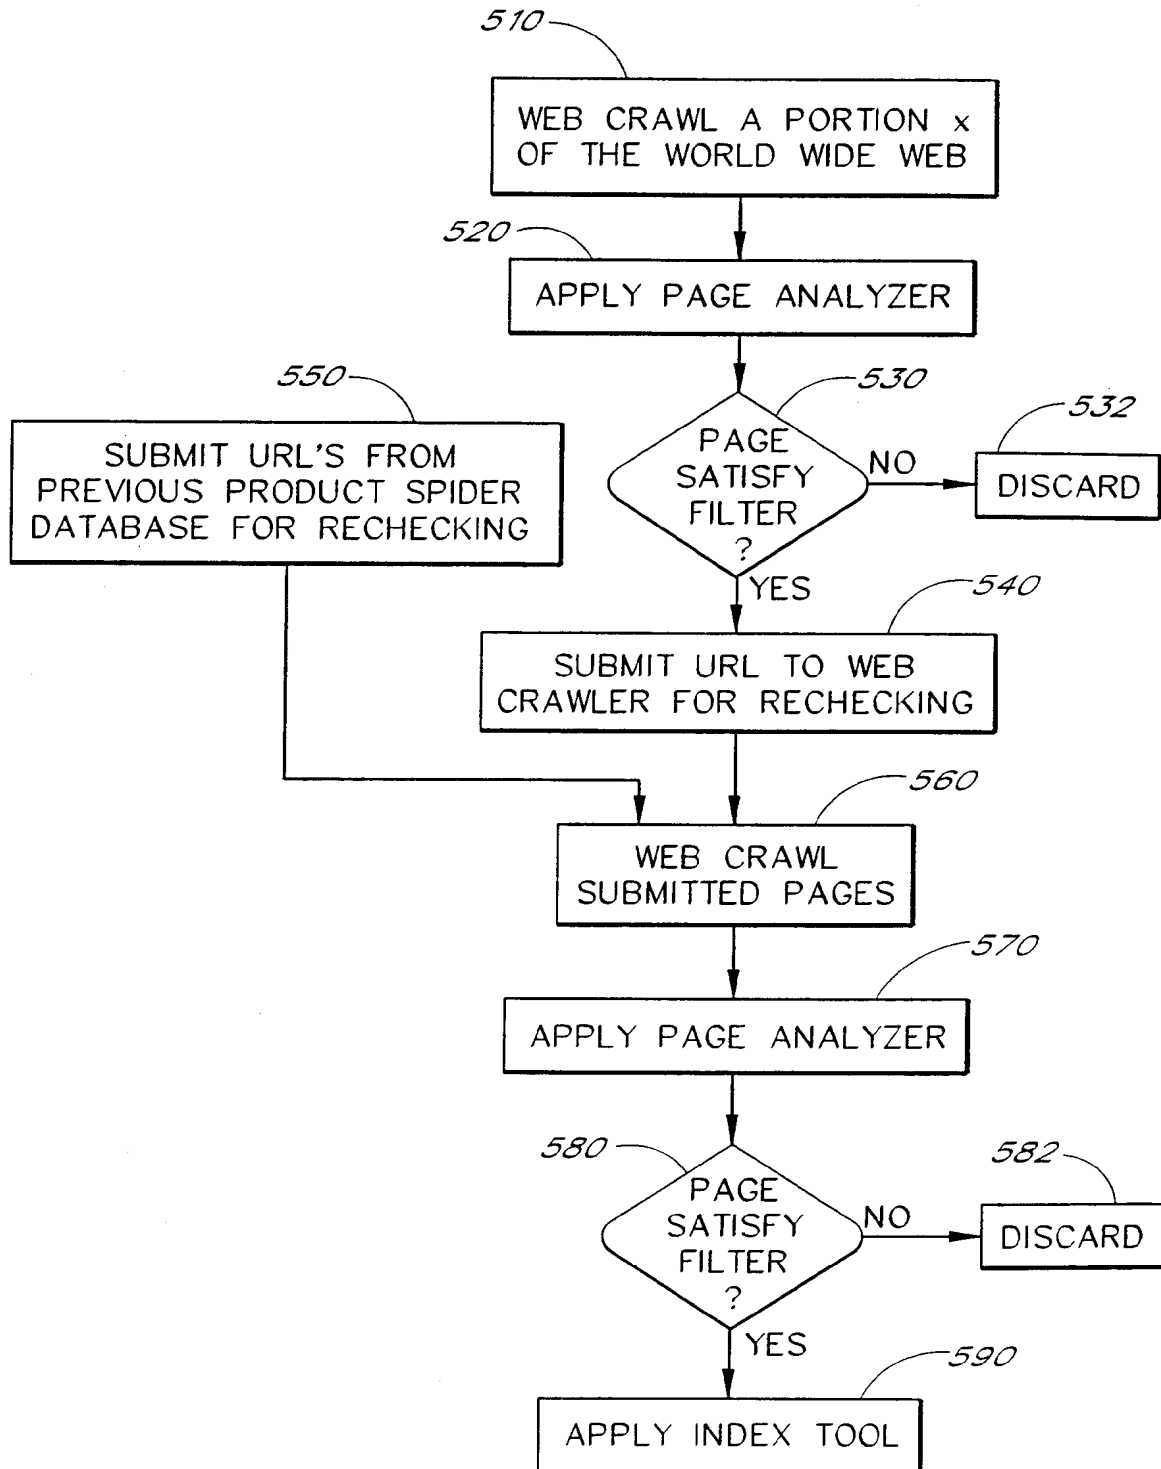 510
WEB CRAWL A PORTION x
OF THE WORLD WIDE WEB
520
APPLY PAGE ANALYZER
530
PAGE
SATISFY
FILTER
?
NO
532
DISCARD
YES
550
SUBMIT URL'S FROM
PREVIOUS PRODUCT SPIDER
DATABASE FOR RECHECKING
540
SUBMIT URL TO WEB
CRAWLER FOR RECHECKING
560
WEB CRAWL
SUBMITTED PAGES
570
APPLY PAGE ANALYZER
580
PAGE
SATISFY
FILTER
?
NO
582
DISCARD
YES
590
APPLY INDEX TOOL